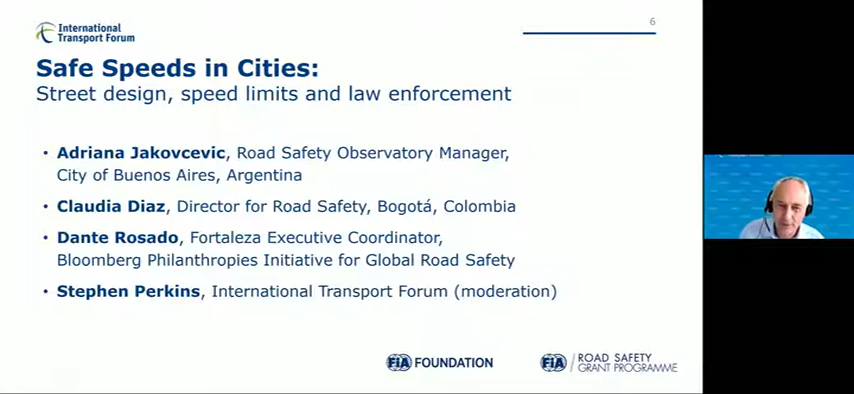 International
Transport Forum
6
Safe Speeds in Cities:
Street design, speed limits and law enforcement
• Adriana Jakovcevic, Road Safety Observatory Manager,
City of Buenos Aires, Argentina
• Claudia Diaz, Director for Road Safety, Bogotá, Colombia
• Dante Rosado, Fortaleza Executive Coordinator,
Bloomberg Philanthropies Initiative for Global Road Safety
• Stephen Perkins, International Transport Forum (moderation)
FiA FOUNDATION
FiA ROAD SAFETY
GRANT PROGRAMME